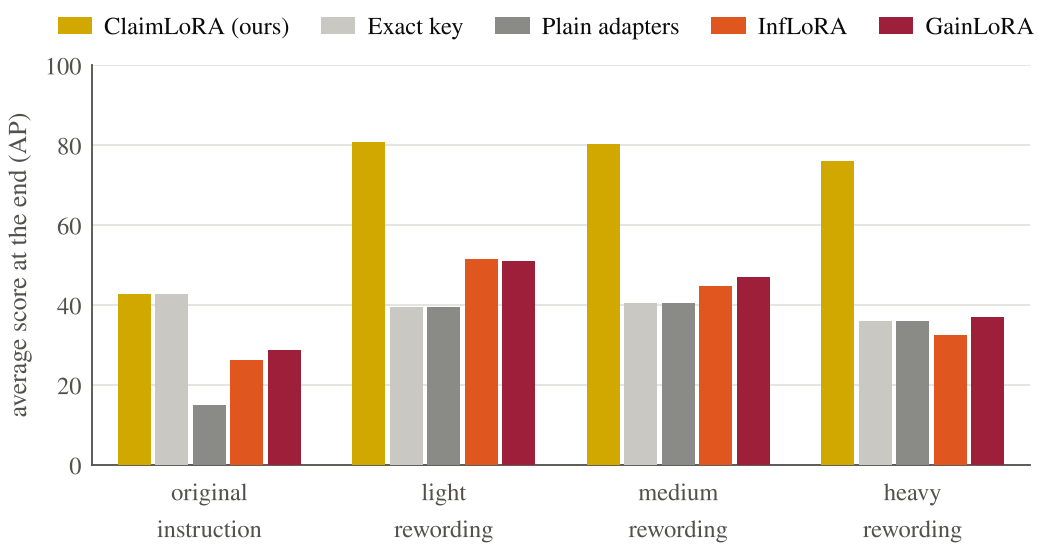 ClaimLoRA (ours) Exact key Plain adapters InfLoRA GainLoRA
average score at the end (AP)
100
80
60
40
20
0
original instruction
light rewording
medium rewording
heavy rewording